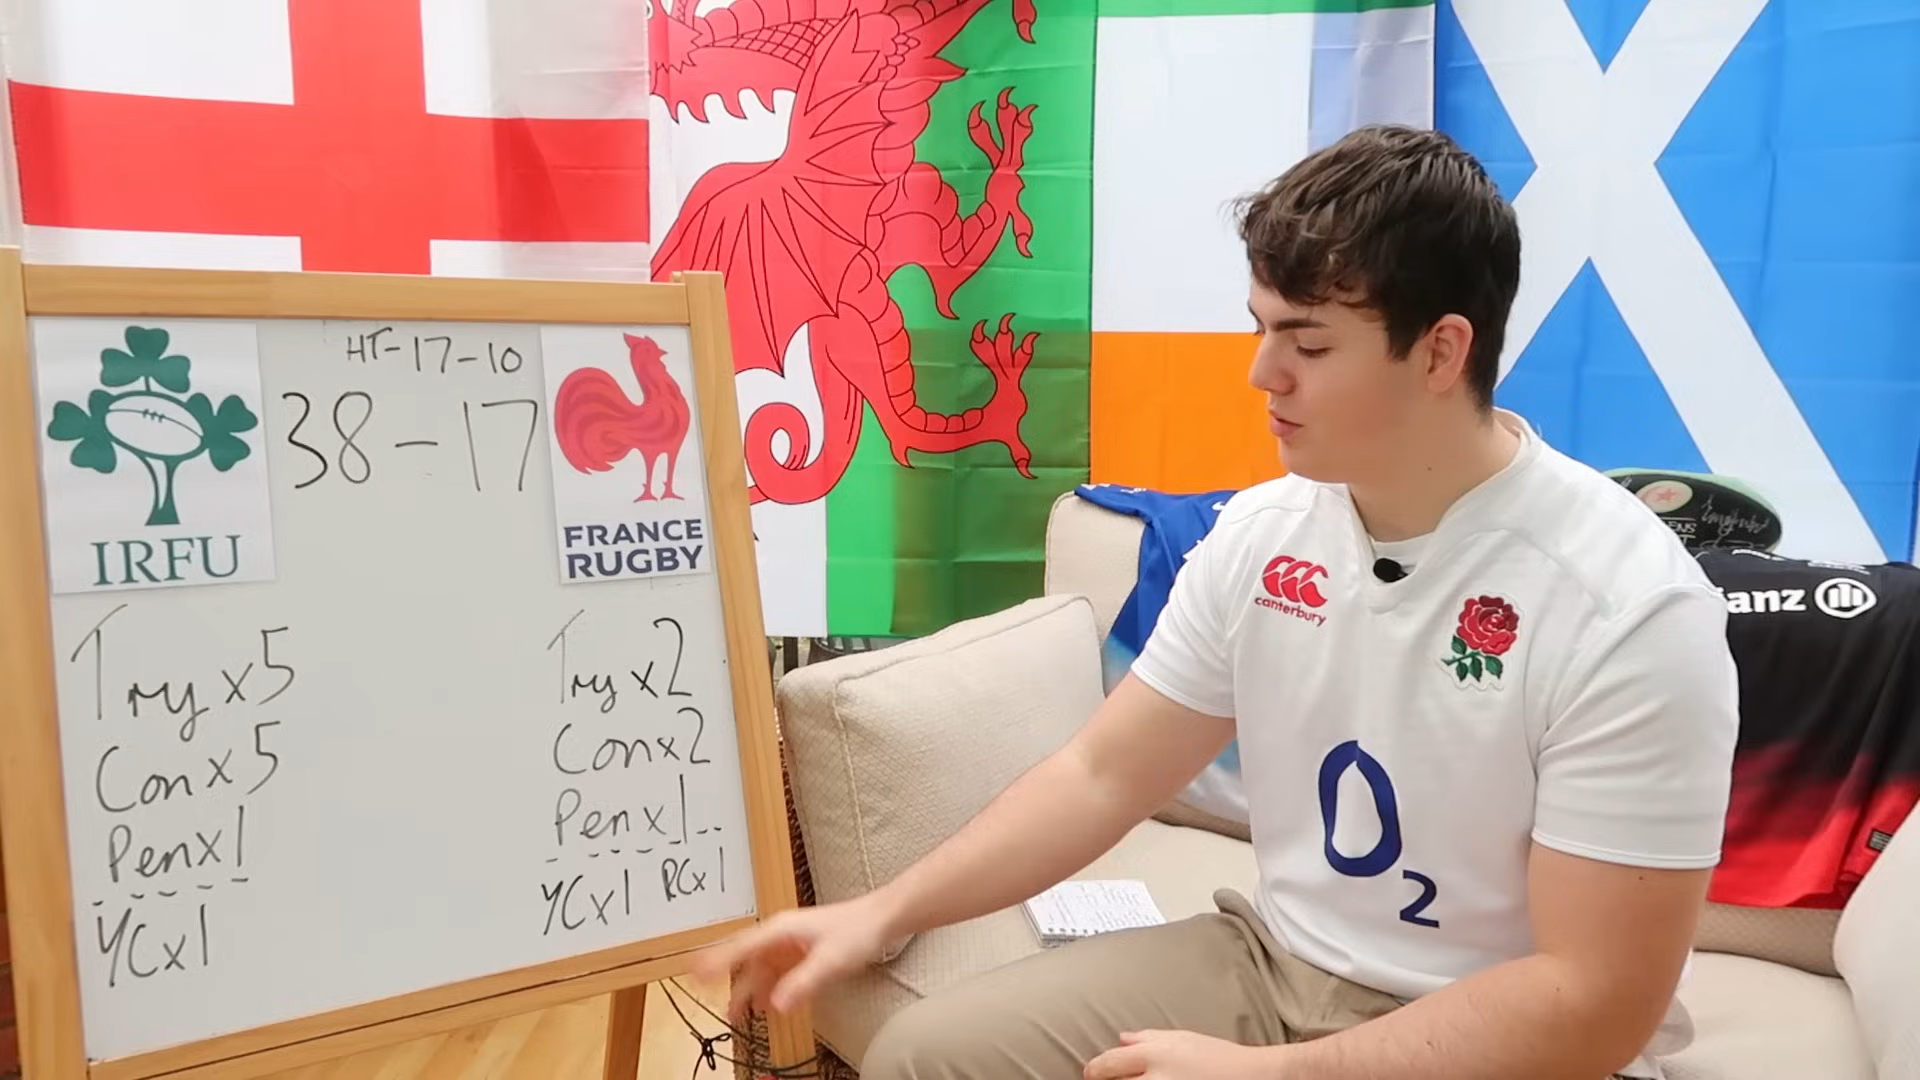 HT-17-10
38-17
IRFU
FRANCE
RUGBY
Try x5
Con x5
Pen x1
YC x1
Try x2
Con x2
Pen x1
YC x1 RC x1
canterbury
O2
ianz